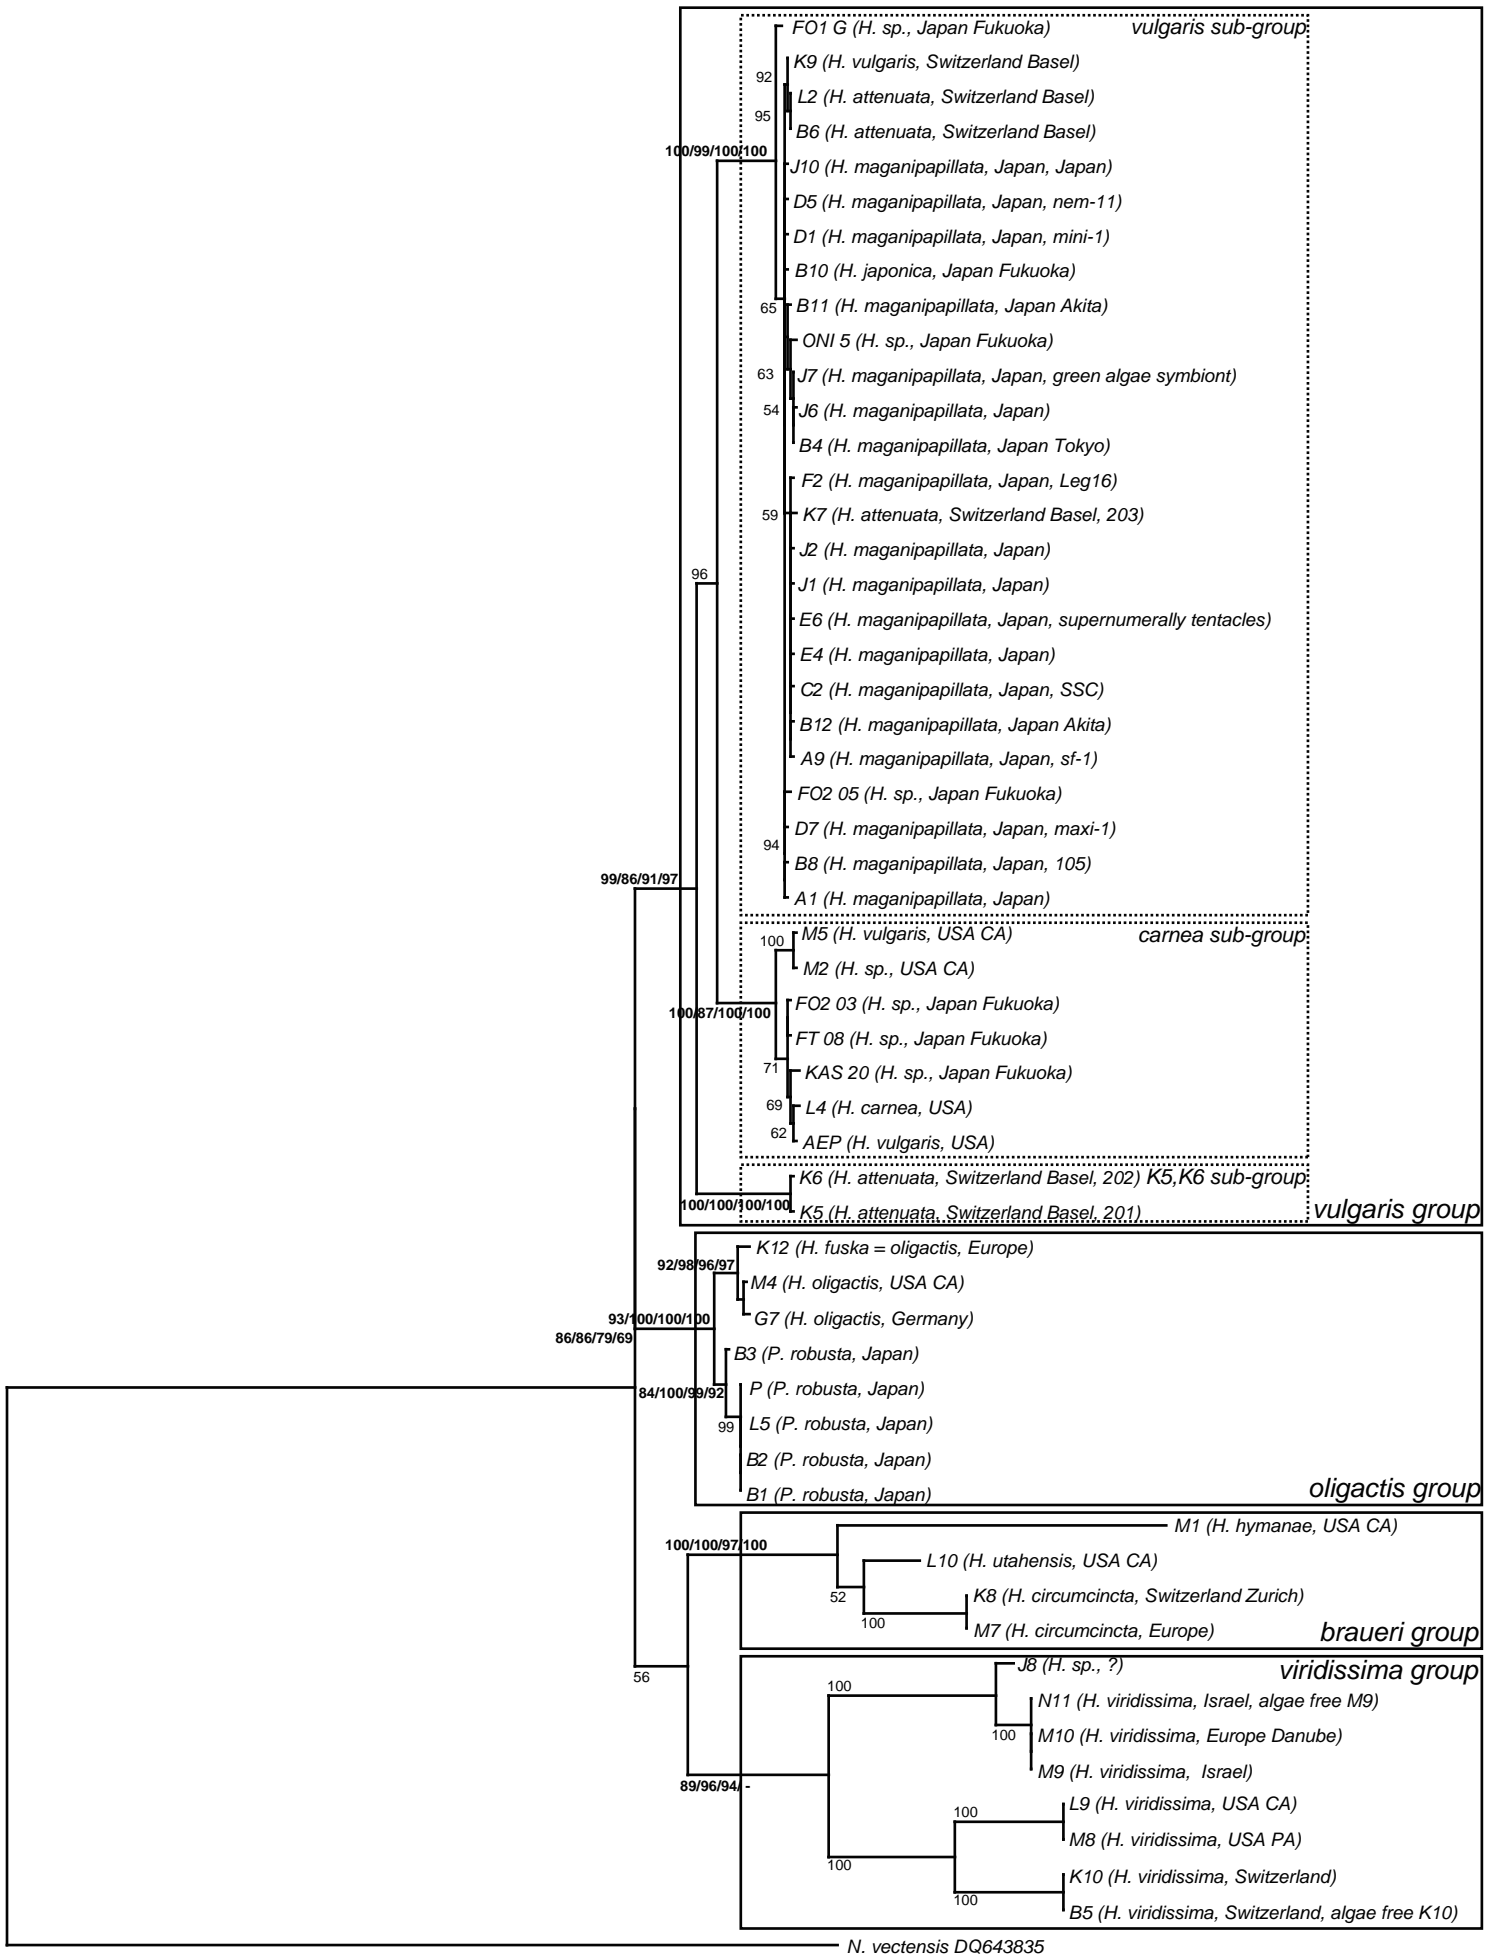 FO1 G (H. sp., Japan Fukuoka) vulgaris sub-group
K9 (H. vulgaris, Switzerland Basel)
92
L2 (H. attenuata, Switzerland Basel)
95
B6 (H. attenuata, Switzerland Basel)
100/99/100/100
J10 (H. maganipapillata, Japan, Japan)
D5 (H. maganipapillata, Japan, nem-11)
D1 (H. maganipapillata, Japan, mini-1)
B10 (H. japonica, Japan Fukuoka)
65
B11 (H. maganipapillata, Japan Akita)
ONI 5 (H. sp., Japan Fukuoka)
63
J7 (H. maganipapillata, Japan, green algae symbiont)
54
J6 (H. maganipapillata, Japan)
B4 (H. maganipapillata, Japan Tokyo)
F2 (H. maganipapillata, Japan, Leg16)
59
K7 (H. attenuata, Switzerland Basel, 203)
J2 (H. maganipapillata, Japan)
96
J1 (H. maganipapillata, Japan)
E6 (H. maganipapillata, Japan, supernumerally tentacles)
E4 (H. maganipapillata, Japan)
C2 (H. maganipapillata, Japan, SSC)
B12 (H. maganipapillata, Japan Akita)
A9 (H. maganipapillata, Japan, sf-1)
FO2 05 (H. sp., Japan Fukuoka)
D7 (H. maganipapillata, Japan, maxi-1)
94
B8 (H. maganipapillata, Japan, 105)
99/86/91/97
A1 (H. maganipapillata, Japan)
M5 (H. vulgaris, USA CA) carnea sub-group
100
M2 (H. sp., USA CA)
FO2 03 (H. sp., Japan Fukuoka)
100/87/100/100
FT 08 (H. sp., Japan Fukuoka)
71
KAS 20 (H. sp., Japan Fukuoka)
69
L4 (H. carnea, USA)
62
AEP (H. vulgaris, USA)
K6 (H. attenuata, Switzerland Basel, 202) K5,K6 sub-group
100/100/100/100
K5 (H. attenuata, Switzerland Basel, 201)
vulgaris group
K12 (H. fuska = oligactis, Europe)
92/98/96/97
M4 (H. oligactis, USA CA)
93/100/100/100
G7 (H. oligactis, Germany)
86/86/79/69
B3 (P. robusta, Japan)
84/100/99/92
P (P. robusta, Japan)
99
L5 (P. robusta, Japan)
B2 (P. robusta, Japan)
B1 (P. robusta, Japan)
oligactis group
M1 (H. hymanae, USA CA)
100/100/97/100
L10 (H. utahensis, USA CA)
52
K8 (H. circumcincta, Switzerland Zurich)
100
M7 (H. circumcincta, Europe)
braueri group
J8 (H. sp., ?)
viridissima group
56
100
N11 (H. viridissima, Israel, algae free M9)
100
M10 (H. viridissima, Europe Danube)
M9 (H. viridissima, Israel)
89/96/94/ -
L9 (H. viridissima, USA CA)
100
M8 (H. viridissima, USA PA)
100
K10 (H. viridissima, Switzerland)
100
B5 (H. viridissima, Switzerland, algae free K10)
N. vectensis DQ643835